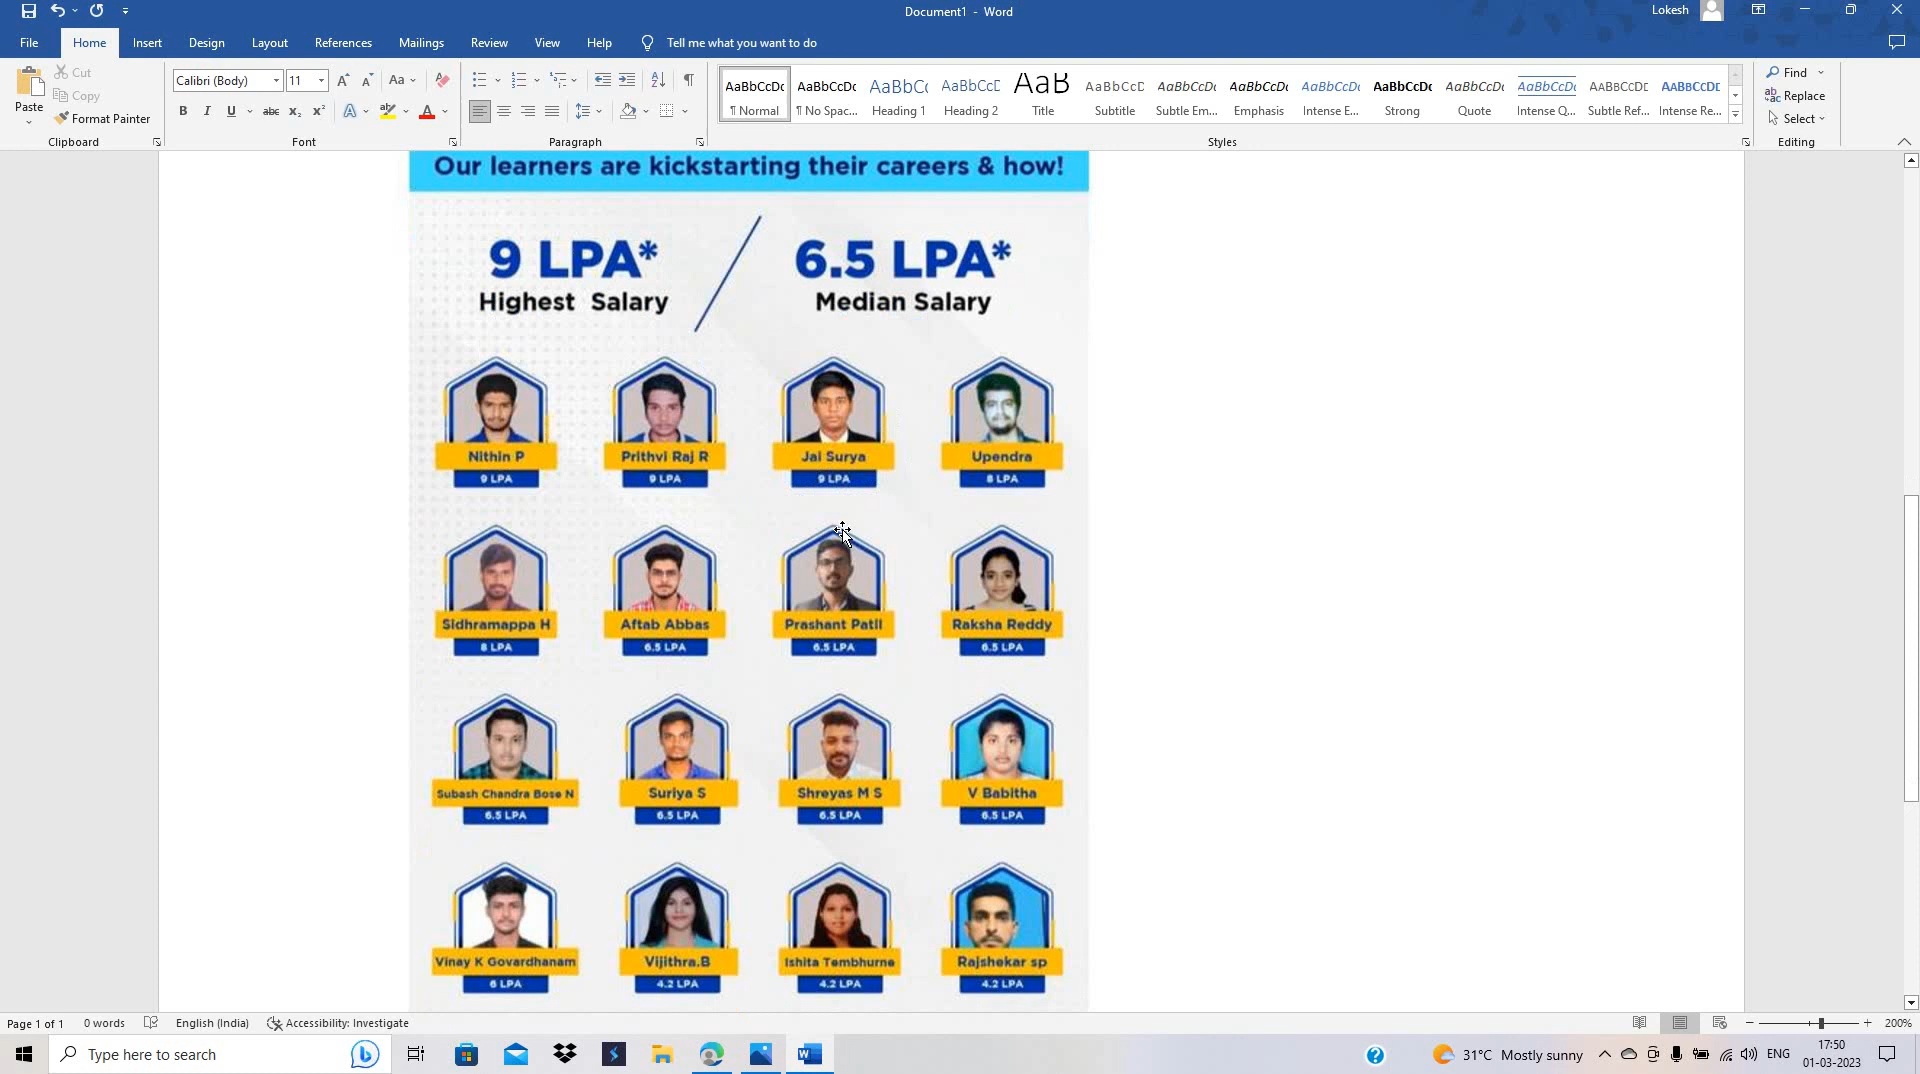 Document1 - Word
Lokesh
File Home Insert Design Layout References Mailings Review View Help Tell me what you want to do
Paste
Cut
Copy
Format Painter
Clipboard
Calibri (Body) 11
Font
Paragraph
AaBbCcDc AaBbCcDc AaBbCc AaBbCcD AaB AaBbCcD AaBbCcDc AaBbCcDc AaBbCcDc AaBbCcDc AaBbCcDc AaBbCcDc AABBCCDC AABBCCDC
¶ Normal ¶ No Spac... Heading 1 Heading 2 Title Subtitle Subtle Em... Emphasis Intense E... Strong Quote Intense Q... Subtle Ref... Intense Re...
Styles
Find
Replace
Select
Editing
Our learners are kickstarting their careers & how!
9 LPA* 6.5 LPA*
Highest Salary Median Salary
Nithin P Prithvi Raj R Jai Surya Upendra
9 LPA 9 LPA 9 LPA 8 LPA
Sidhramappa H Aftab Abbas Prashant Patil Raksha Reddy
8 LPA 6.5 LPA 6.5 LPA 6.5 LPA
Subash Chandra Bose N Suriya S Shreyas M S V Babitha
6.5 LPA 6.5 LPA 6.5 LPA 6.5 LPA
Vinay K Govardhanam Vijithra.B Ishita Tembhurne Rajshekar sp
6 LPA 4.2 LPA 4.2 LPA 4.2 LPA
Page 1 of 1 0 words English (India) Accessibility: Investigate 200%
Type here to search
31°C Mostly sunny
ENG
17:50
01-03-2023